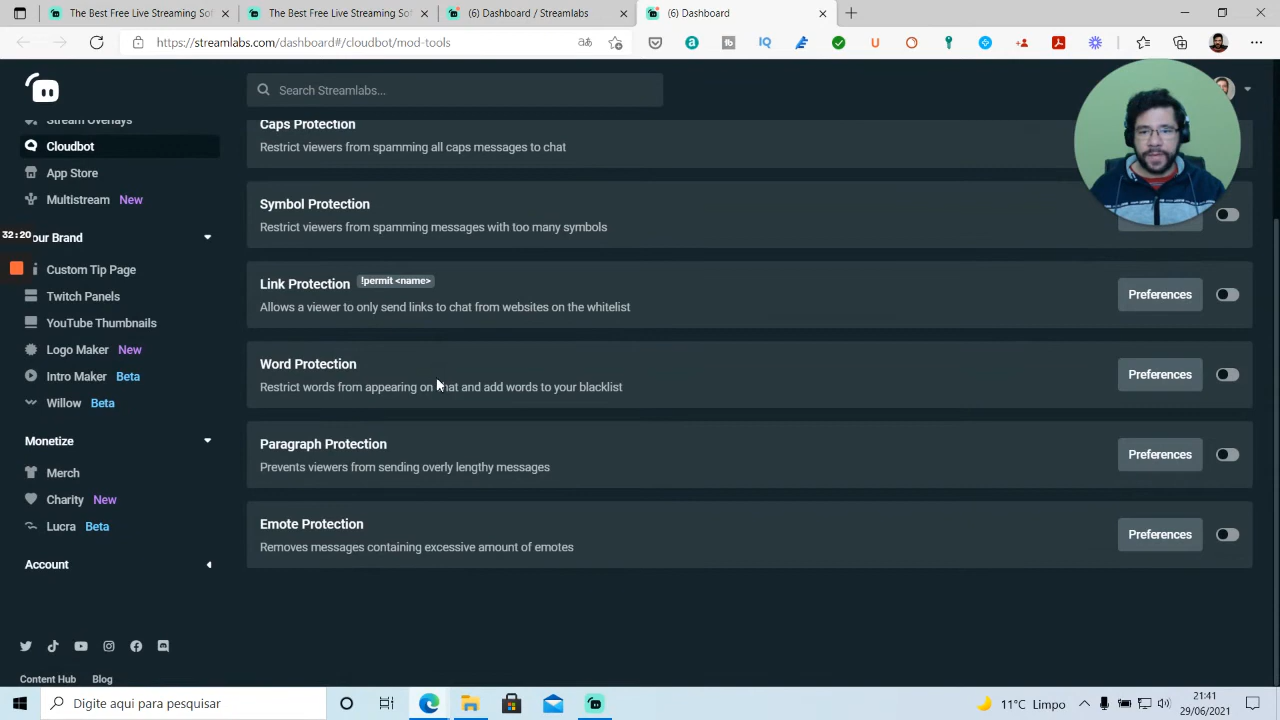 The Best Free Live Streaming Sof
The Best Free Live Streaming Sof
(6) Dashboard / Streamlabs
(6) Dashboard
https://streamlabs.com/dashboard#/cloudbot/mod-tools
Search Streamlabs...
Stream Overlays
Cloudbot
App Store
Multistream New
32:20
our Brand
Custom Tip Page
Twitch Panels
YouTube Thumbnails
Logo Maker New
Intro Maker Beta
Willow Beta
Monetize
Merch
Charity New
Lucra Beta
Account
Content Hub Blog
Caps Protection
Restrict viewers from spamming all caps messages to chat
Symbol Protection
Restrict viewers from spamming messages with too many symbols
Link Protection !permit <name>
Allows a viewer to only send links to chat from websites on the whitelist
Preferences
Word Protection
Restrict words from appearing on chat and add words to your blacklist
Preferences
Paragraph Protection
Prevents viewers from sending overly lengthy messages
Preferences
Emote Protection
Removes messages containing excessive amount of emotes
Preferences
Digite aqui para pesquisar
11°C Limpo
21:41
29/06/2021